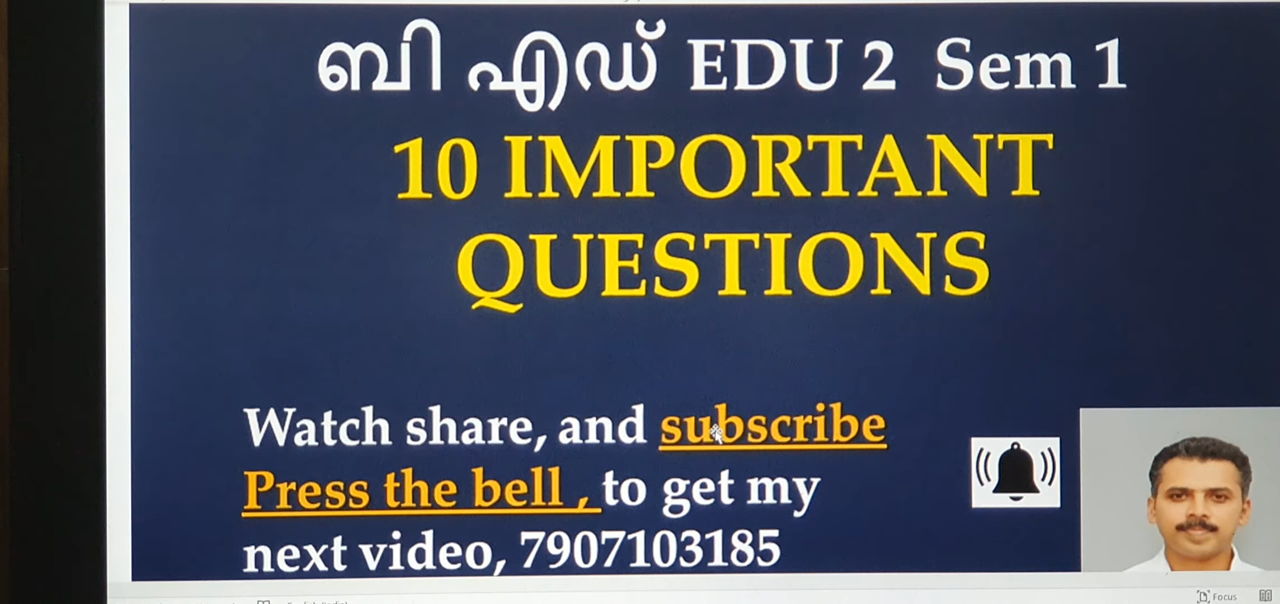 ബി എഡ് EDU 2 Sem 1
10 IMPORTANT
QUESTIONS
Watch share, and subscribe
Press the bell , to get my
next video, 7907103185
Focus